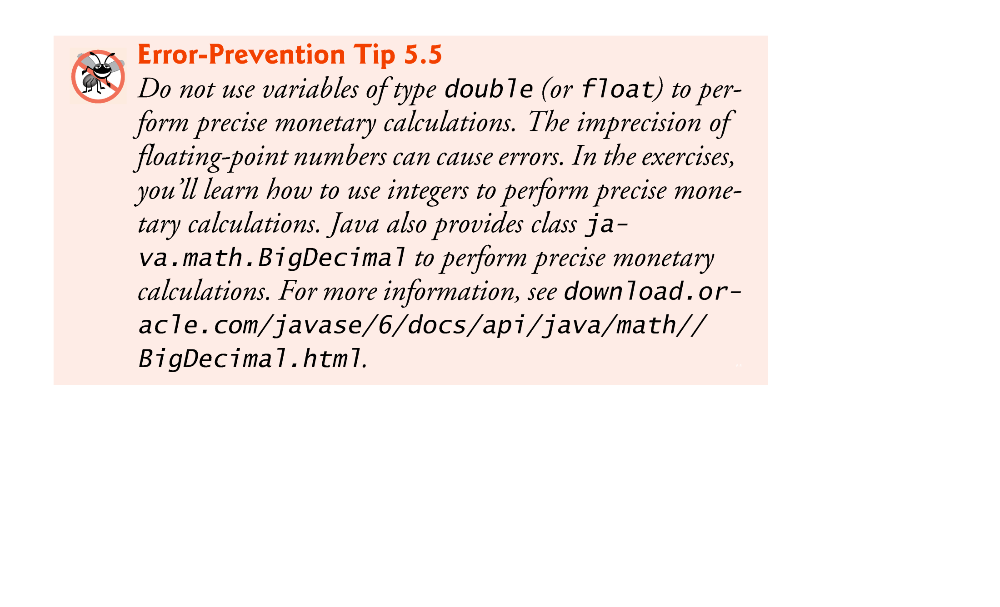 Error-Prevention Tip 5.5
Do not use variables of type double (or float) to per-
form precise monetary calculations. The imprecision of
floating-point numbers can cause errors. In the exercises,
you’ll learn how to use integers to perform precise mone-
tary calculations. Java also provides class ja-
va.math.BigDecimal to perform precise monetary
calculations. For more information, see download.or-
acle.com/javase/6/docs/api/java/math//
BigDecimal.html.